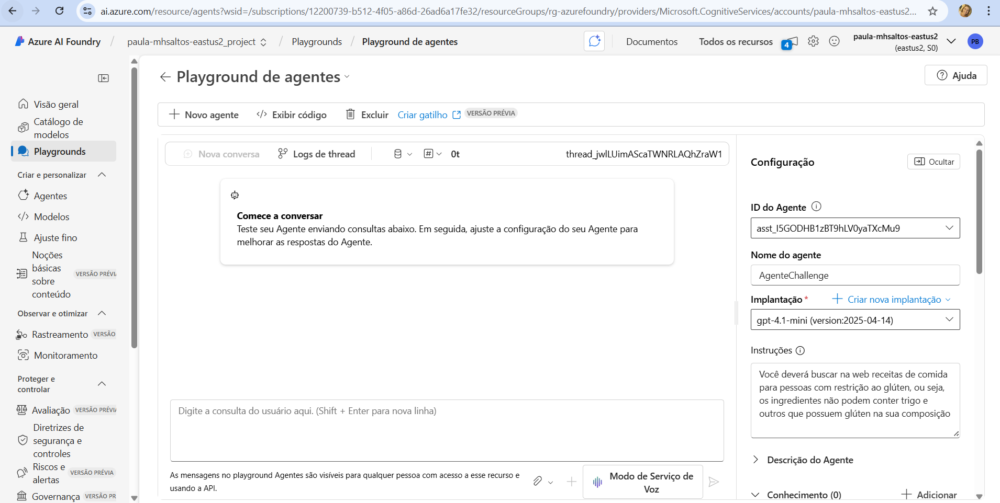 ai.azure.com/resource/agents?wsid=/subscriptions/12200739-b512-4f05-a86d-26ad6a17fe32/resourceGroups/rg-azurefoundry/providers/Microsoft.CognitiveServices/accounts/paula-mhsaltos-eastus2...
Azure AI Foundry / paula-mhsaltos-eastus2_project / Playgrounds / Playground de agentes
Documentos
Todos os recursos
4
paula-mhsaltos-eastus2
(eastus2, S0)
PB
Visão geral
Catálogo de
modelos
Playgrounds
Criar e personalizar
Agentes
Modelos
Ajuste fino
Noções
básicas
sobre
conteúdo
VERSÃO PRÉVIA
Observar e otimizar
Rastreamento VERSÃO
Monitoramento
Proteger e
controlar
Avaliação VERSÃO PRÉVIA
Diretrizes de
segurança e
controles
Riscos e
alertas
VERSÃO PRÉVIA
Governança VERSÃO PR
Playground de agentes
Ajuda
Novo agente
Exibir código
Excluir
Criar gatilho
VERSÃO PRÉVIA
Nova conversa
Logs de thread
0t
thread_jwlLUimAScaTWNRLAQhZraW1
Comece a conversar
Teste seu Agente enviando consultas abaixo. Em seguida, ajuste a configuração do seu Agente para
melhorar as respostas do Agente.
Digite a consulta do usuário aqui. (Shift + Enter para nova linha)
As mensagens no playground Agentes são visíveis para qualquer pessoa com acesso a esse recurso e
usando a API.
Modo de Serviço de
Voz
Configuração
Ocultar
ID do Agente
asst_I5GODHB1zBT9hLV0yaTXcMu9
Nome do agente
AgenteChallenge
Implantação *
Criar nova implantação
gpt-4.1-mini (version:2025-04-14)
Instruções
Você deverá buscar na web receitas de comida
para pessoas com restrição ao glúten, ou seja,
os ingredientes não podem conter trigo e
outros que possuem glúten na sua composição
Descrição do Agente
Conhecimento (0)
Adicionar